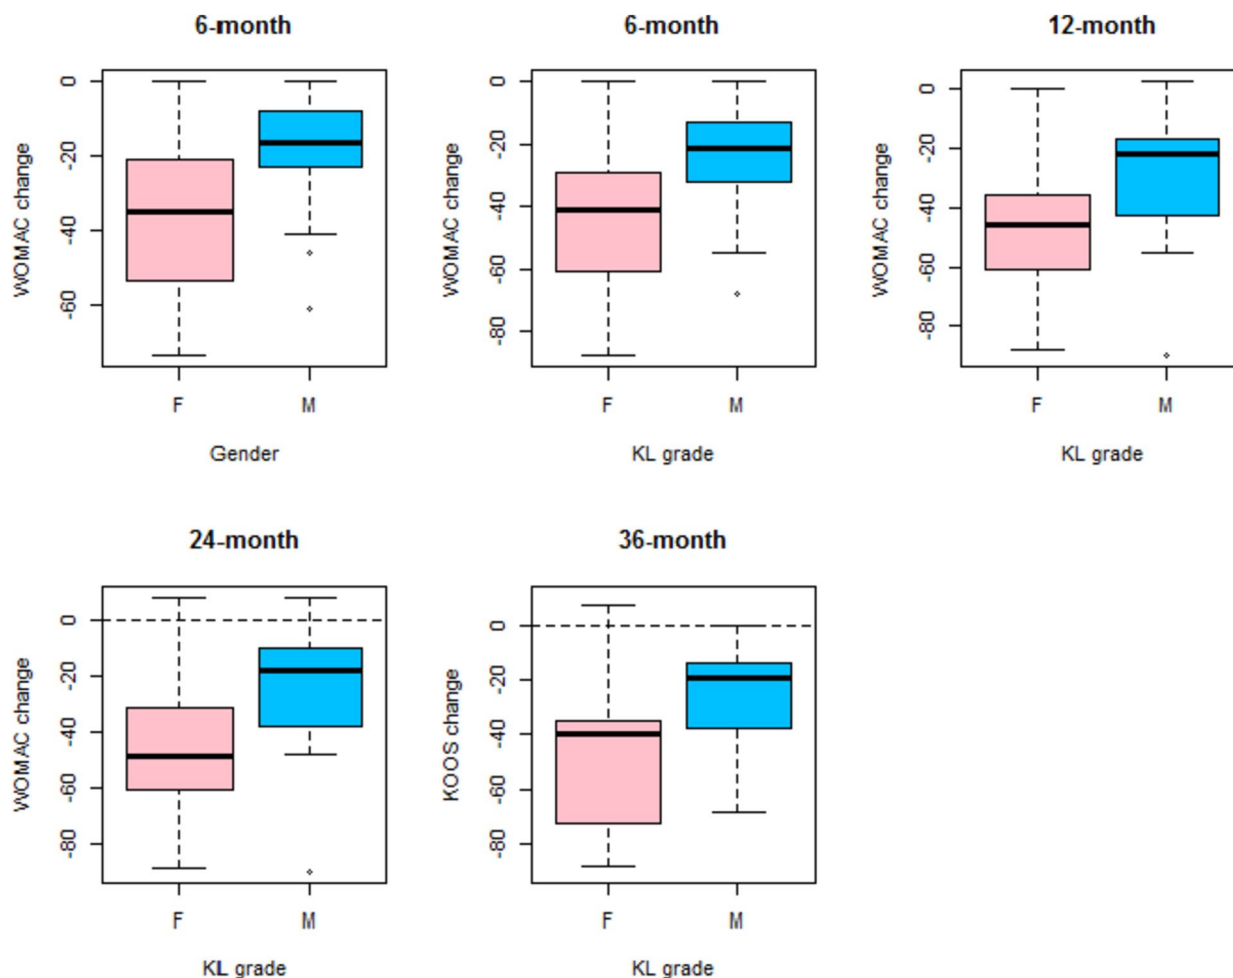 6-month
6-month
12-month
WOMAC change
0
-20
-40
-60
F
M
Gender
WOMAC change
0
-20
-40
-60
-80
F
M
KL grade
WOMAC change
0
-20
-40
-60
-80
F
M
KL grade
24-month
36-month
WOMAC change
0
-20
-40
-60
-80
F
M
KL grade
KOOS change
0
-20
-40
-60
-80
F
M
KL grade